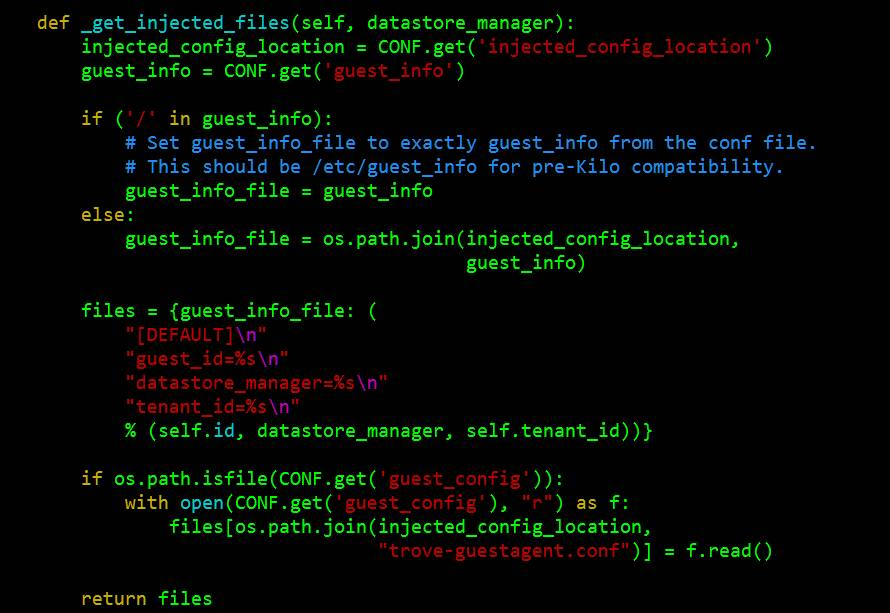 def _get_injected_files(self, datastore_manager):
    injected_config_location = CONF.get('injected_config_location')
    guest_info = CONF.get('guest_info')

    if ('/' in guest_info):
        # Set guest_info_file to exactly guest_info from the conf file.
        # This should be /etc/guest_info for pre-Kilo compatibility.
        guest_info_file = guest_info
    else:
        guest_info_file = os.path.join(injected_config_location,
                                       guest_info)

    files = {guest_info_file: (
        "[DEFAULT]\n"
        "guest_id=%s\n"
        "datastore_manager=%s\n"
        "tenant_id=%s\n"
        % (self.id, datastore_manager, self.tenant_id))}

    if os.path.isfile(CONF.get('guest_config')):
        with open(CONF.get('guest_config'), "r") as f:
            files[os.path.join(injected_config_location,
                               "trove-guestagent.conf")] = f.read()

    return files